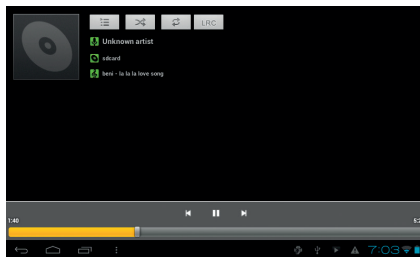 LRC
Unknown artist
sdcard
beni - la la la love song
1:40
7:03